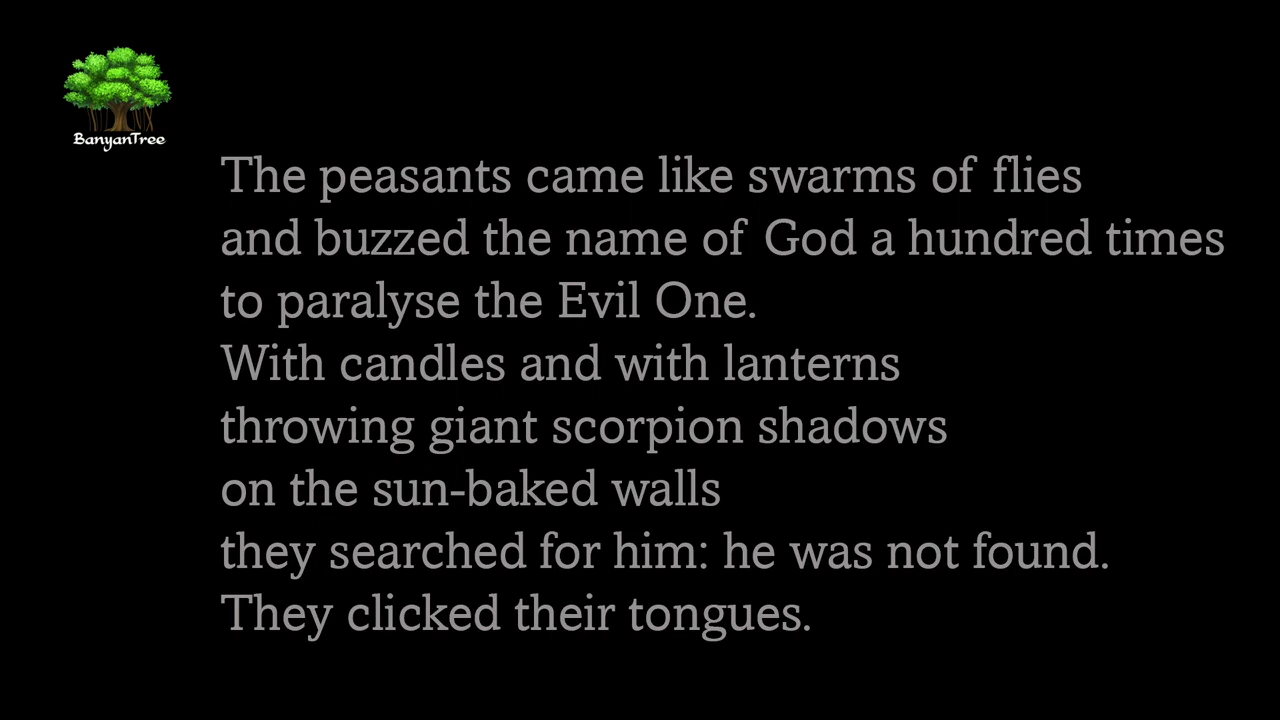 BanyanTree
The peasants came like swarms of flies
and buzzed the name of God a hundred times
to paralyse the Evil One.
With candles and with lanterns
throwing giant scorpion shadows
on the sun-baked walls
they searched for him: he was not found.
They clicked their tongues.